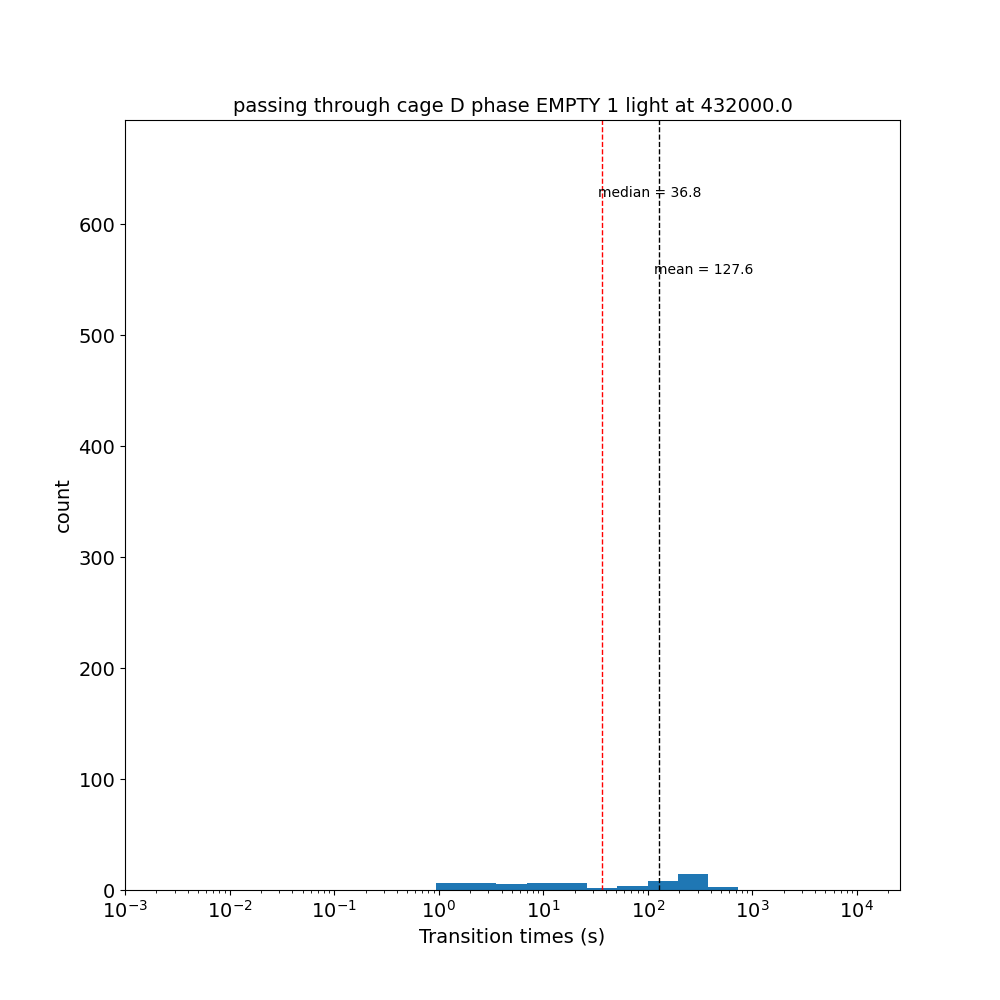 passing through cage D phase EMPTY 1 light at 432000.0
median = 36.8
mean = 127.6
600
500
400
300
200
100
0
count
10⁻³ 10⁻² 10⁻¹ 10⁰ 10¹ 10² 10³ 10⁴
Transition times (s)